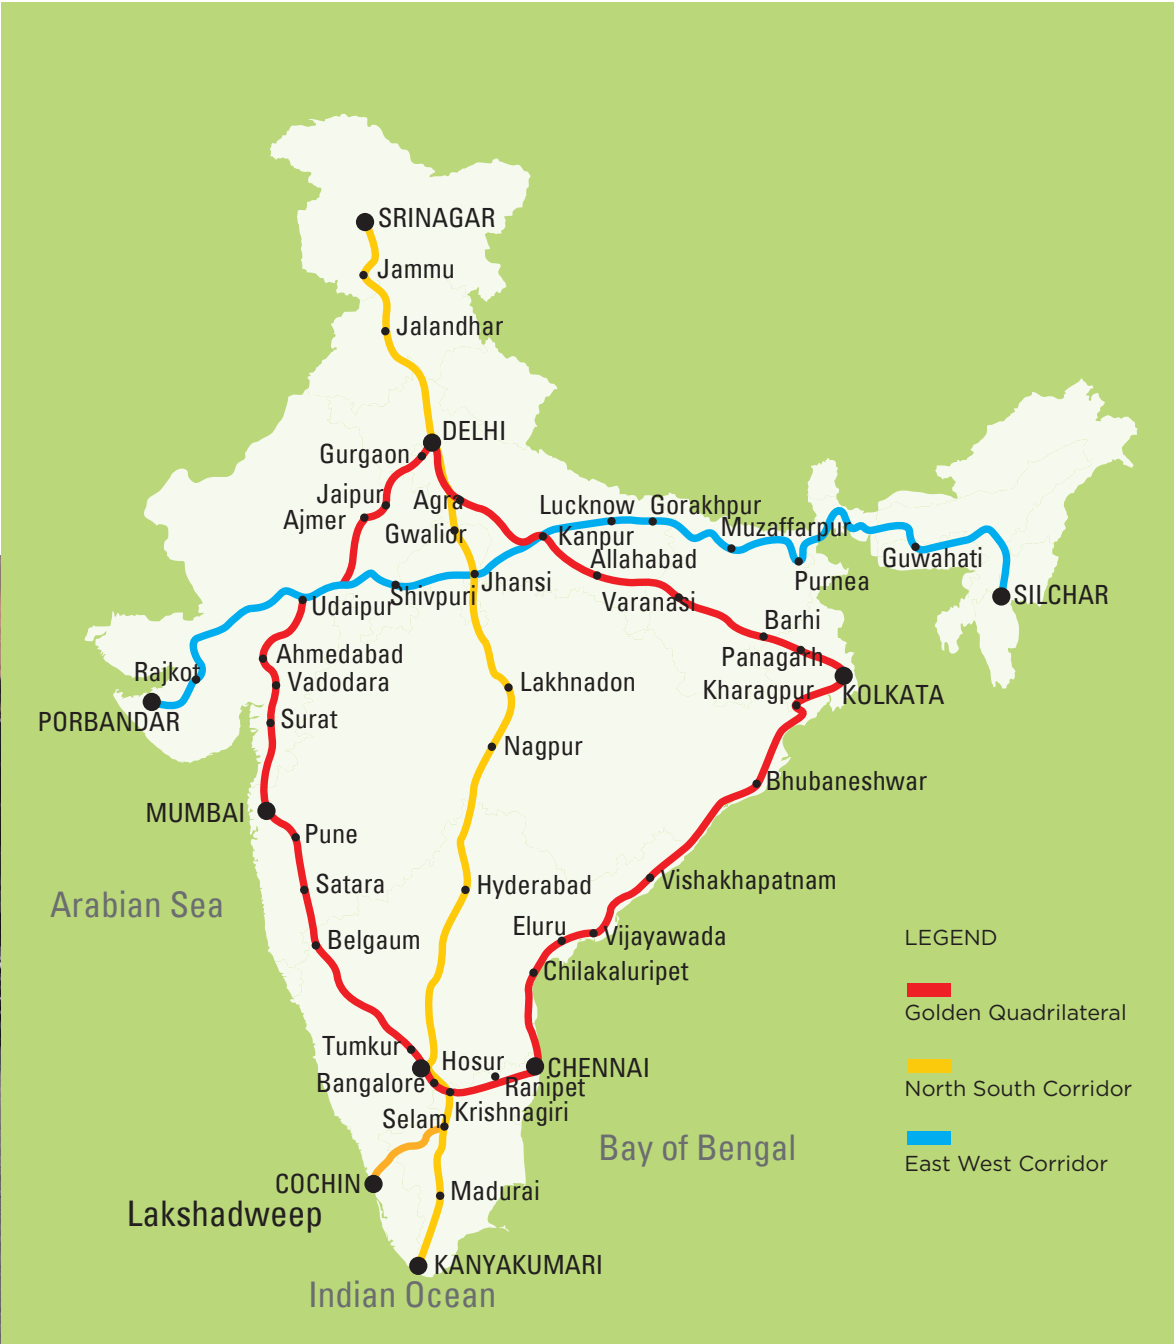 SRINAGAR
Jammu
Jalandhar
DELHI
Gurgaon
Jaipur
Agra
Ajmer
Gwalior
Lucknow
Gorakhpur
Kanpur
Muzaffarpur
Allahabad
Guwahati
Jhansi
Purnea
Shivpuri
Udaipur
Varanasi
SILCHAR
Barhi
Ahmedabad
Panagarh
Rajkot
Vadodara
Lakhnadon
Kharagpur
KOLKATA
PORBANDAR
Surat
Nagpur
Bhubaneshwar
MUMBAI
Pune
Satara
Hyderabad
Vishakhapatnam
Arabian Sea
Eluru
Vijayawada
Belgaum
Chilakaluripet
LEGEND
Golden Quadrilateral
North South Corridor
East West Corridor
Tumkur
Hosur
CHENNAI
Bangalore
Ranipet
Krishnagiri
Selam
Bay of Bengal
COCHIN
Madurai
Lakshadweep
KANYAKUMARI
Indian Ocean